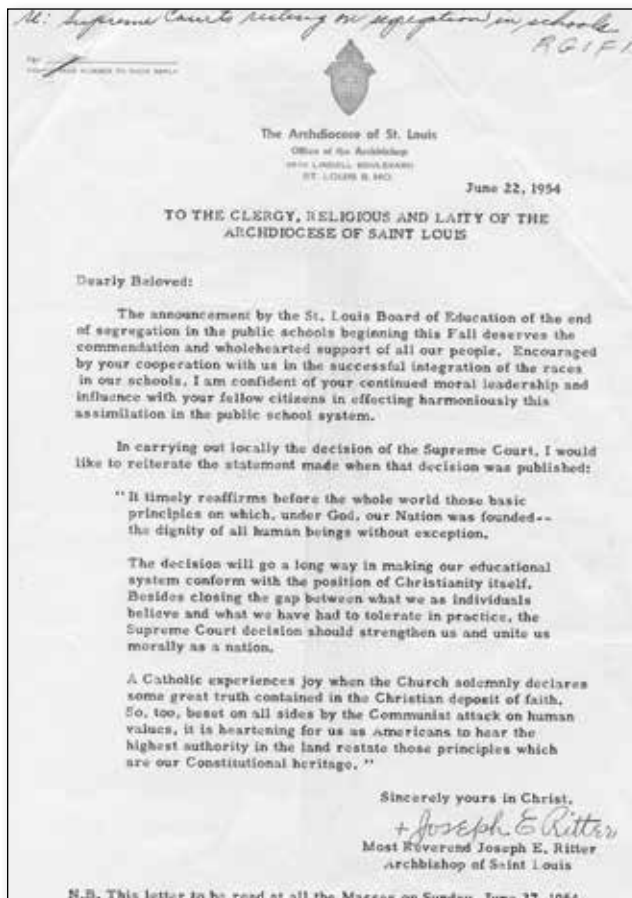 Re: Supreme Courts resting on segregation in schools
RG1F1
The Archdiocese of St. Louis
Office of the Archbishop
LINDELL BOULEVARD
ST. LOUIS 8, MO.
June 22, 1954
TO THE CLERGY, RELIGIOUS AND LAITY OF THE
ARCHDIOCESE OF SAINT LOUIS
Dearly Beloved:
The announcement by the St. Louis Board of Education of the end
of segregation in the public schools beginning this Fall deserves the
commendation and wholehearted support of all our people. Encouraged
by your cooperation with us in the successful integration of the races
in our schools, I am confident of your continued moral leadership and
influence with your fellow citizens in effecting harmoniously this
assimilation in the public school system.
In carrying out locally the decision of the Supreme Court, I would
like to reiterate the statement made when that decision was published:
"It timely reaffirms before the whole world those basic
principles on which, under God, our Nation was founded--
the dignity of all human beings without exception.
The decision will go a long way in making our educational
system conform with the position of Christianity itself.
Besides closing the gap between what we as individuals
believe and what we have had to tolerate in practice, the
Supreme Court decision should strengthen us and unite us
morally as a nation.
A Catholic experiences joy when the Church solemnly declares
some great truth contained in the Christian deposit of faith.
So, too, beset on all sides by the Communist attack on human
values, it is heartening for us as Americans to hear the
highest authority in the land restate those principles which
are our Constitutional heritage."
Sincerely yours in Christ,
+ Joseph E Ritter
Most Reverend Joseph E. Ritter
Archbishop of Saint Louis
N.B. This letter to be read at all the Masses on Sunday, June 27, 1954